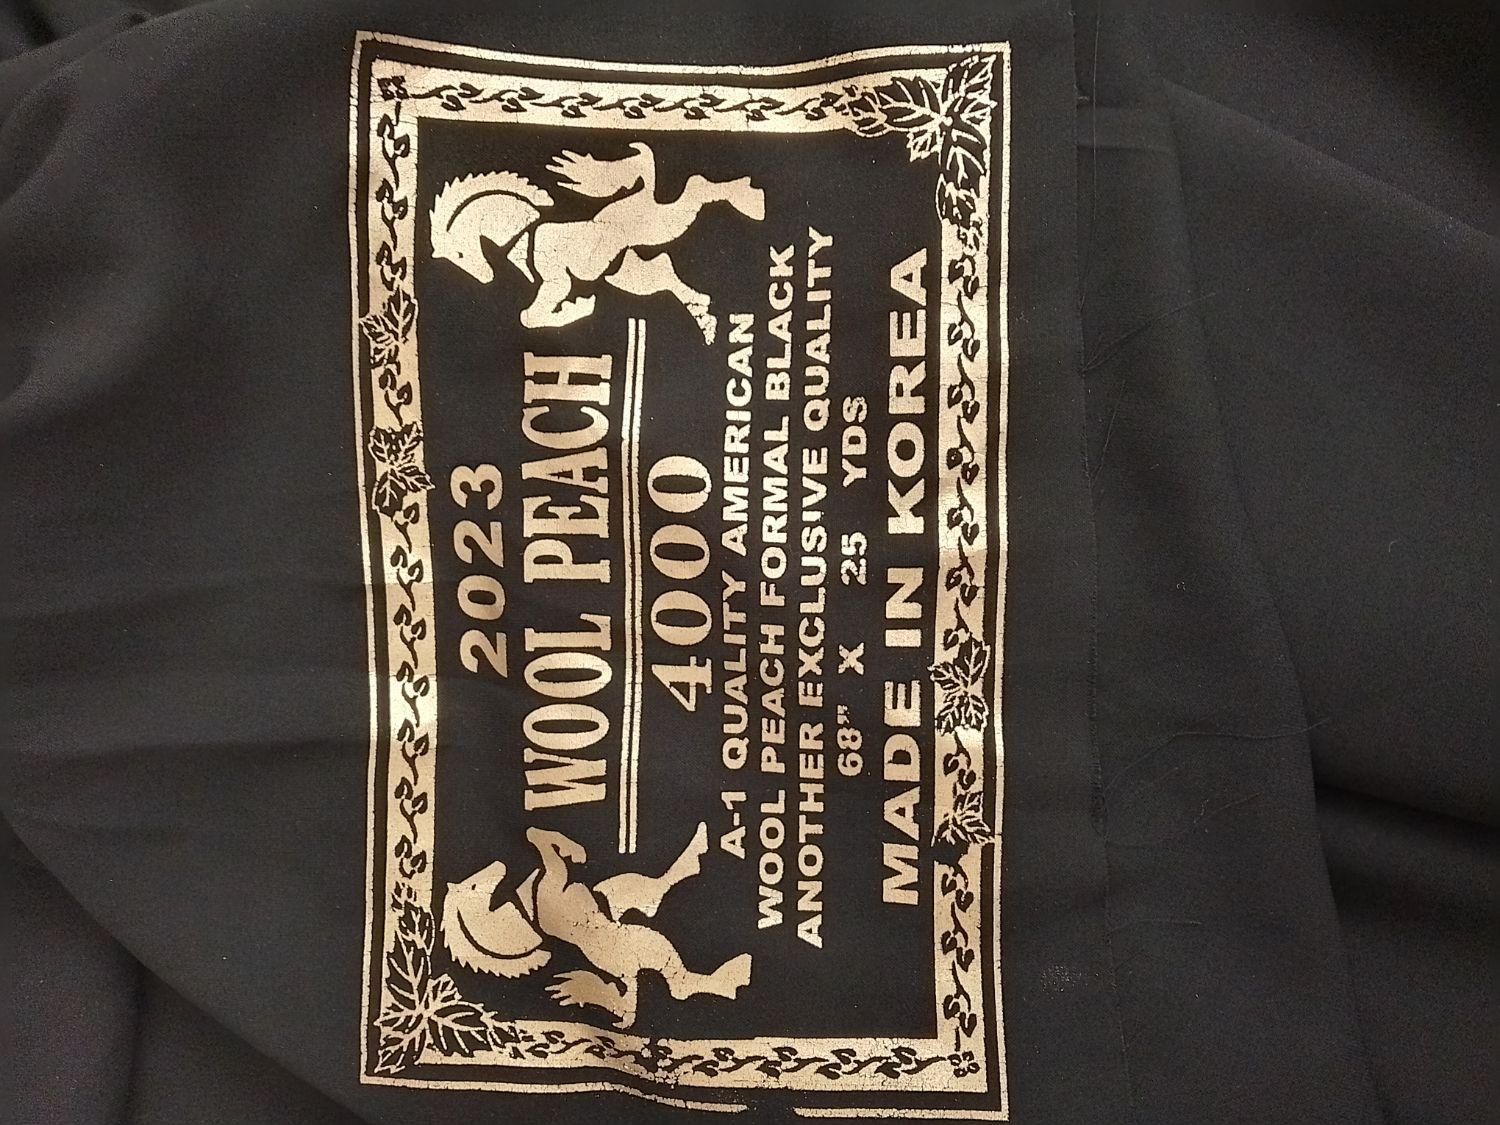 2023
WOOL PEACH
4000
A-1 QUALITY AMERICAN
WOOL PEACH FORMAL BLACK
ANOTHER EXCLUSIVE QUALITY
68" X 25 YDS
MADE IN KOREA